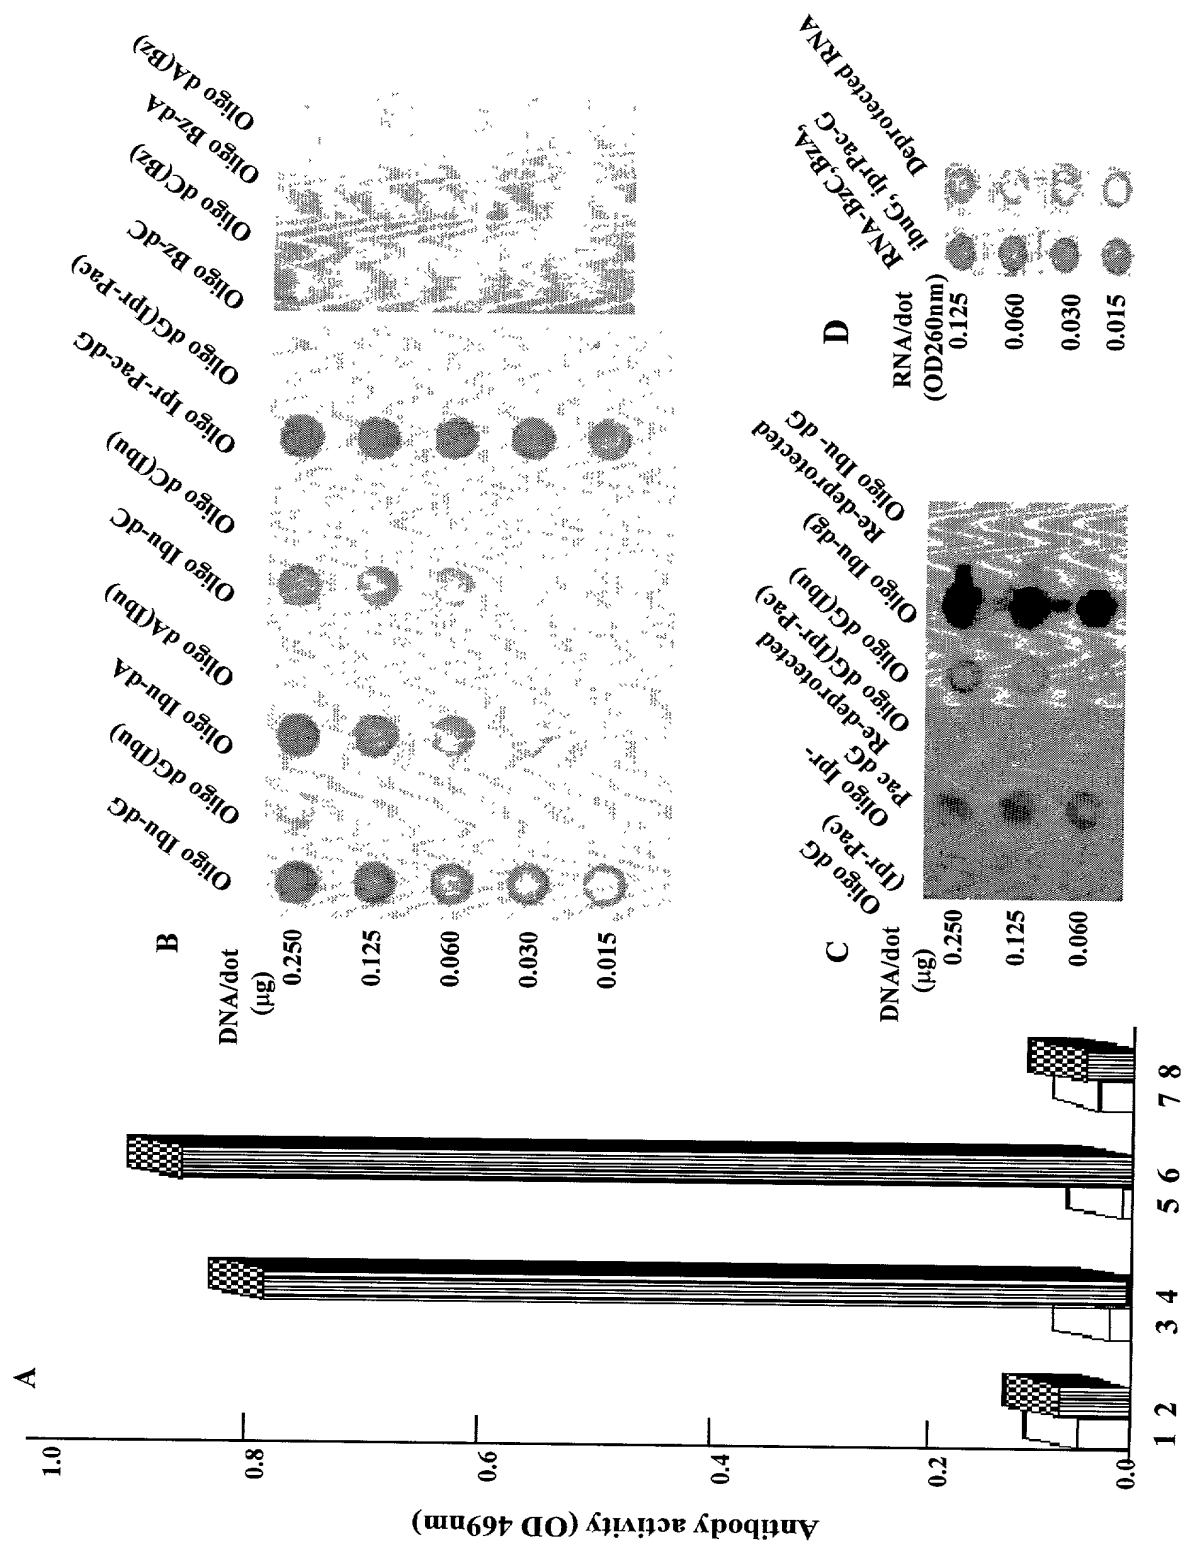 A
Antibody activity (OD 469nm)
1.0
0.8
0.6
0.4
0.2
0.0
1 2 3 4 5 6 7 8
B
DNA/dot
(μg)
0.250
0.125
0.060
0.030
0.015
Oligo Ibu-dG
Oligo dG(Ibu)
Oligo Ibu-dA
Oligo dA(Ibu)
Oligo Ibu-dC
Oligo dC(Ibu)
Oligo Ipr-Pac-dG
Oligo dG(Ipr-Pac)
Oligo Bz-dC
Oligo dC(Bz)
Oligo Bz-dA
Oligo dA(Bz)
C
DNA/dot
(μg)
0.250
0.125
0.060
Oligo dG
(Ipr-Pac)
Oligo Ipr-
Pac dG
Re-deprotected
Oligo dG(Ipr-Pac)
Oligo dG(Ibu)
Oligo Ibu-dg)
Re-deprotected
Oligo Ibu- dG
D
RNA/dot
(OD260nm)
0.125
0.060
0.030
0.015
RNA-BzC,BzA,
ibuG, iprPac-G
Deprotected RNA